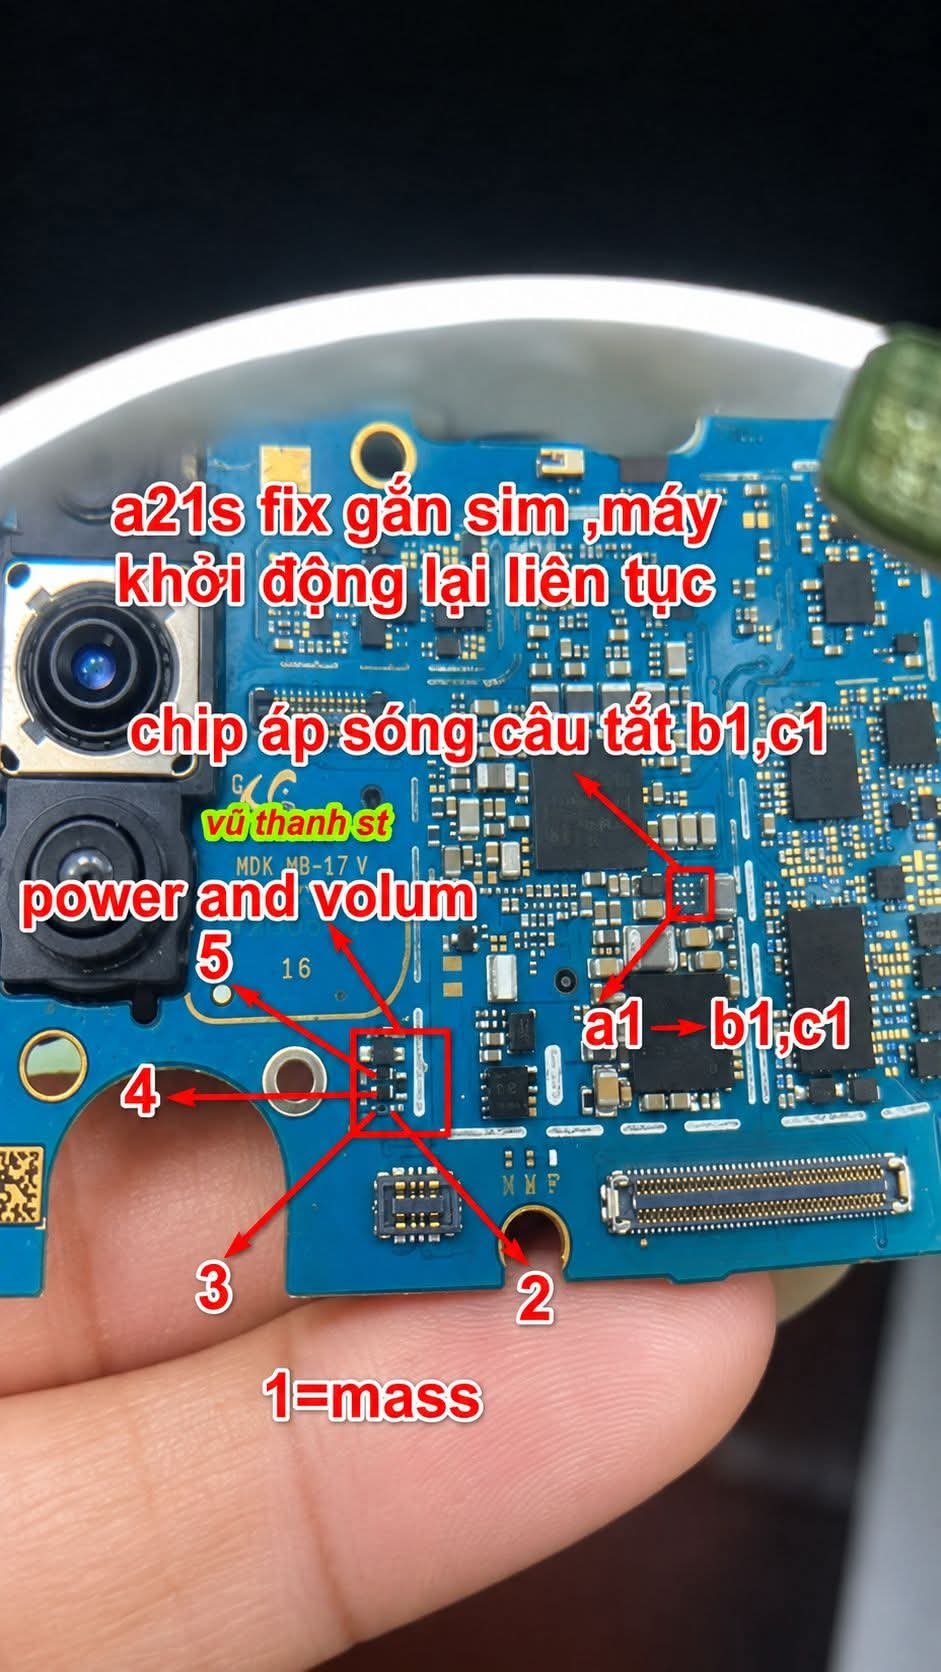 a21s fix gắn sim ,máy
khởi động lại liên tục
chip áp sóng câu tắt b1,c1
vũ thanh st
MDK MB-17 V
power and volum
5
16
a1 b1,c1
4
N M F
3
2
1=mass